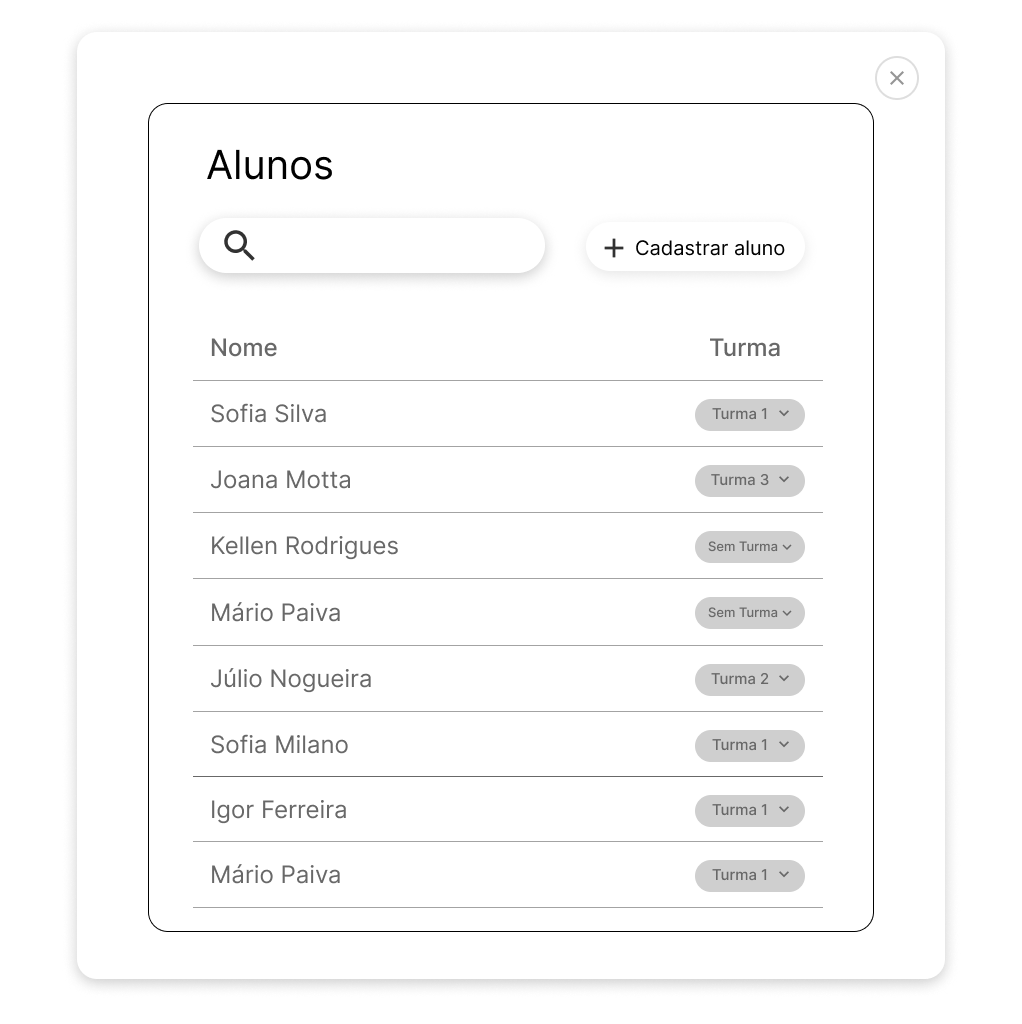 Alunos
Cadastrar aluno
Nome Turma
Sofia Silva Turma 1
Joana Motta Turma 3
Kellen Rodrigues Sem Turma
Mário Paiva Sem Turma
Júlio Nogueira Turma 2
Sofia Milano Turma 1
Igor Ferreira Turma 1
Mário Paiva Turma 1